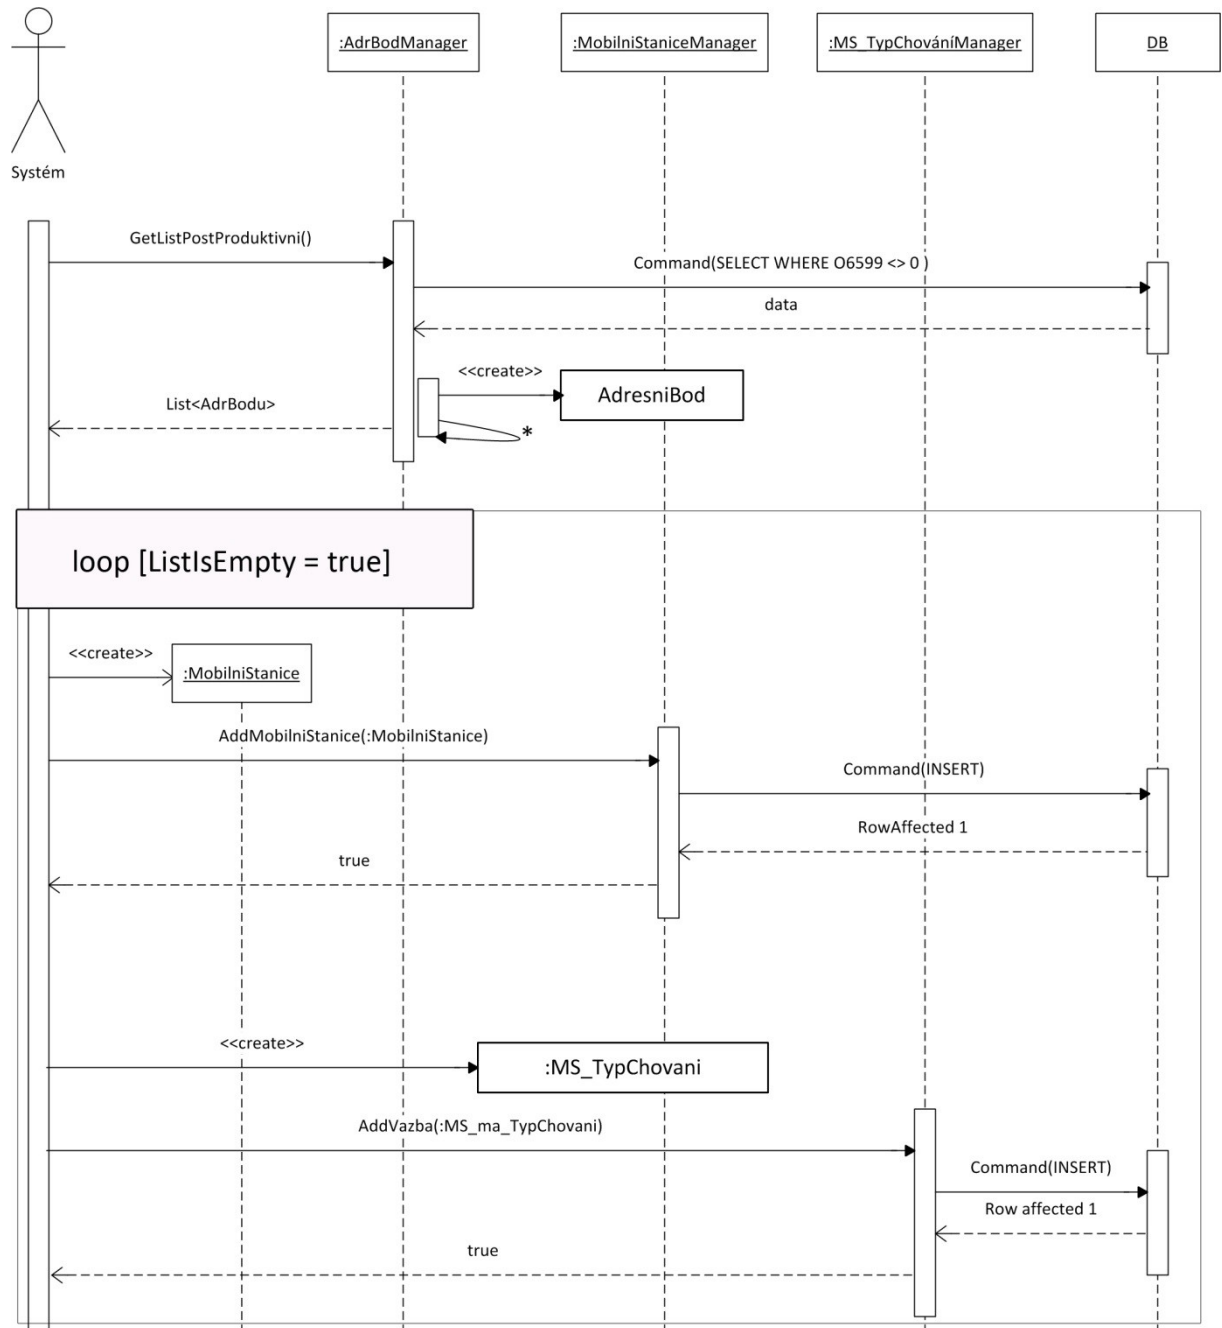 :AdrBodManager
:MobilniStaniceManager
:MS_TypChováníManager
DB
Systém
GetListPostProduktivni()
Command(SELECT WHERE O6599 <> 0 )
data
<<create>>
AdresniBod
List<AdrBodu>
*
loop [ListIsEmpty = true]
<<create>>
:MobilniStanice
AddMobilniStanice(:MobilniStanice)
Command(INSERT)
RowAffected 1
true
<<create>>
:MS_TypChovani
AddVazba(:MS_ma_TypChovani)
Command(INSERT)
Row affected 1
true